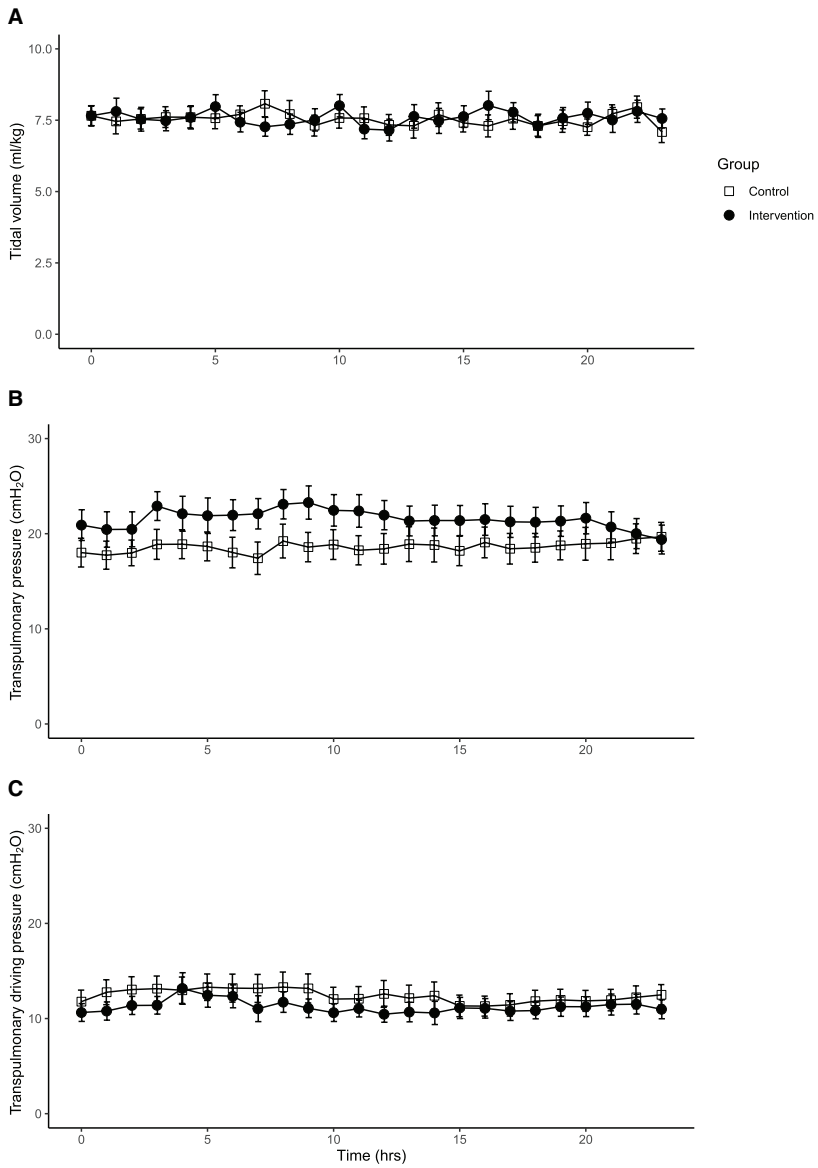 A
Tidal volume (ml/kg)
10.0
7.5
5.0
2.5
0.0
0 5 10 15 20
Group
Control
Intervention
B
Transpulmonary pressure (cmH₂O)
30
20
10
0
0 5 10 15 20
C
Transpulmonary driving pressure (cmH₂O)
30
20
10
0
0 5 10 15 20
Time (hrs)